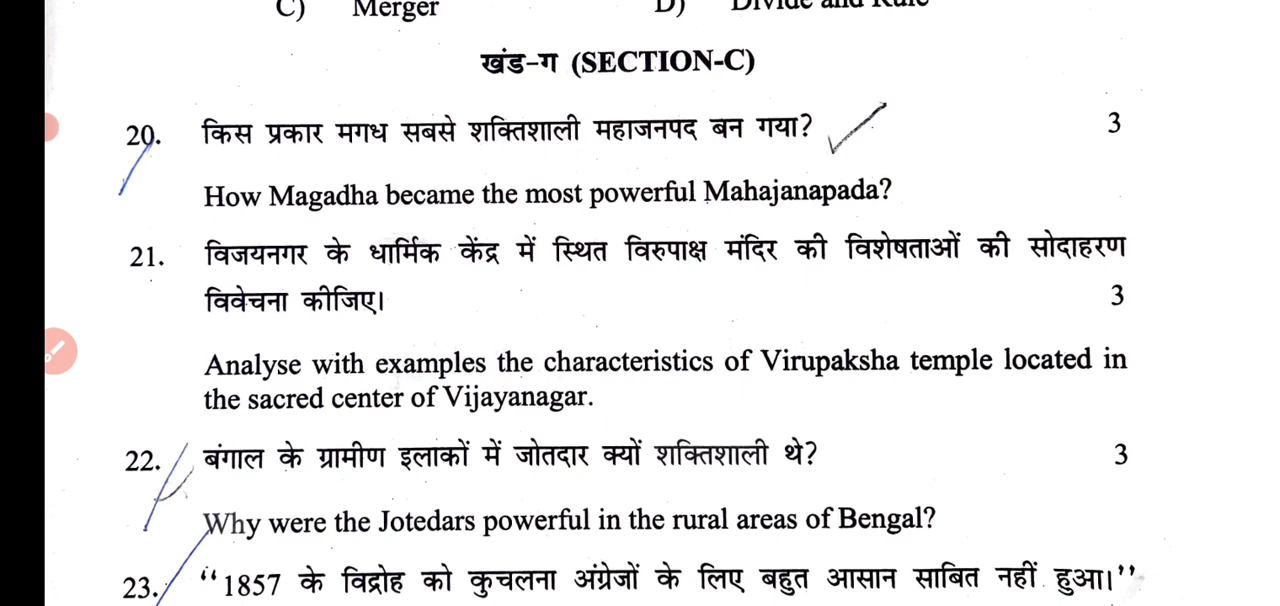 C) Merger D) Divide and Rule
खंड-ग (SECTION-C)
20. किस प्रकार मगध सबसे शक्तिशाली महाजनपद बन गया? 3
How Magadha became the most powerful Mahajanapada?
21. विजयनगर के धार्मिक केंद्र में स्थित विरुपाक्ष मंदिर की विशेषताओं की सोदाहरण
विवेचना कीजिए। 3
Analyse with examples the characteristics of Virupaksha temple located in
the sacred center of Vijayanagar.
22. बंगाल के ग्रामीण इलाकों में जोतदार क्यों शक्तिशाली थे? 3
Why were the Jotedars powerful in the rural areas of Bengal?
23. “1857 के विद्रोह को कुचलना अंग्रेजों के लिए बहुत आसान साबित नहीं हुआ।”